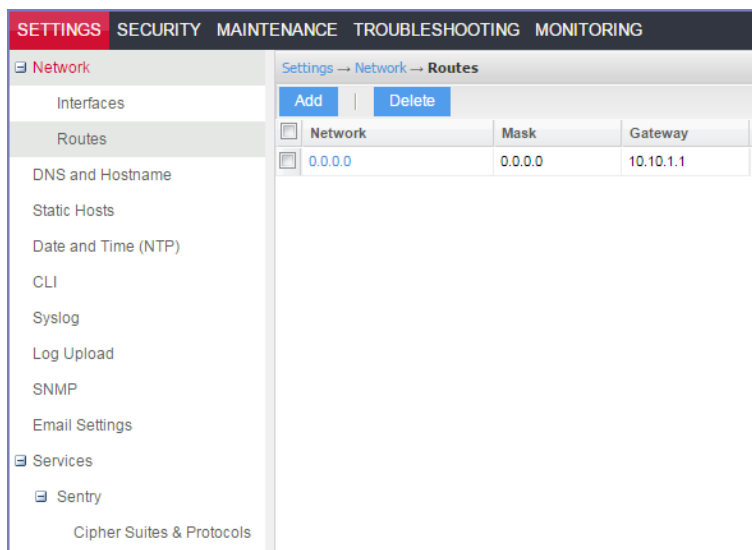 SETTINGS SECURITY MAINTENANCE TROUBLESHOOTING MONITORING
Network
Interfaces
Routes
DNS and Hostname
Static Hosts
Date and Time (NTP)
CLI
Syslog
Log Upload
SNMP
Email Settings
Services
Sentry
Cipher Suites & Protocols
Settings → Network → Routes
Add | Delete
Network Mask Gateway
0.0.0.0 0.0.0.0 10.10.1.1